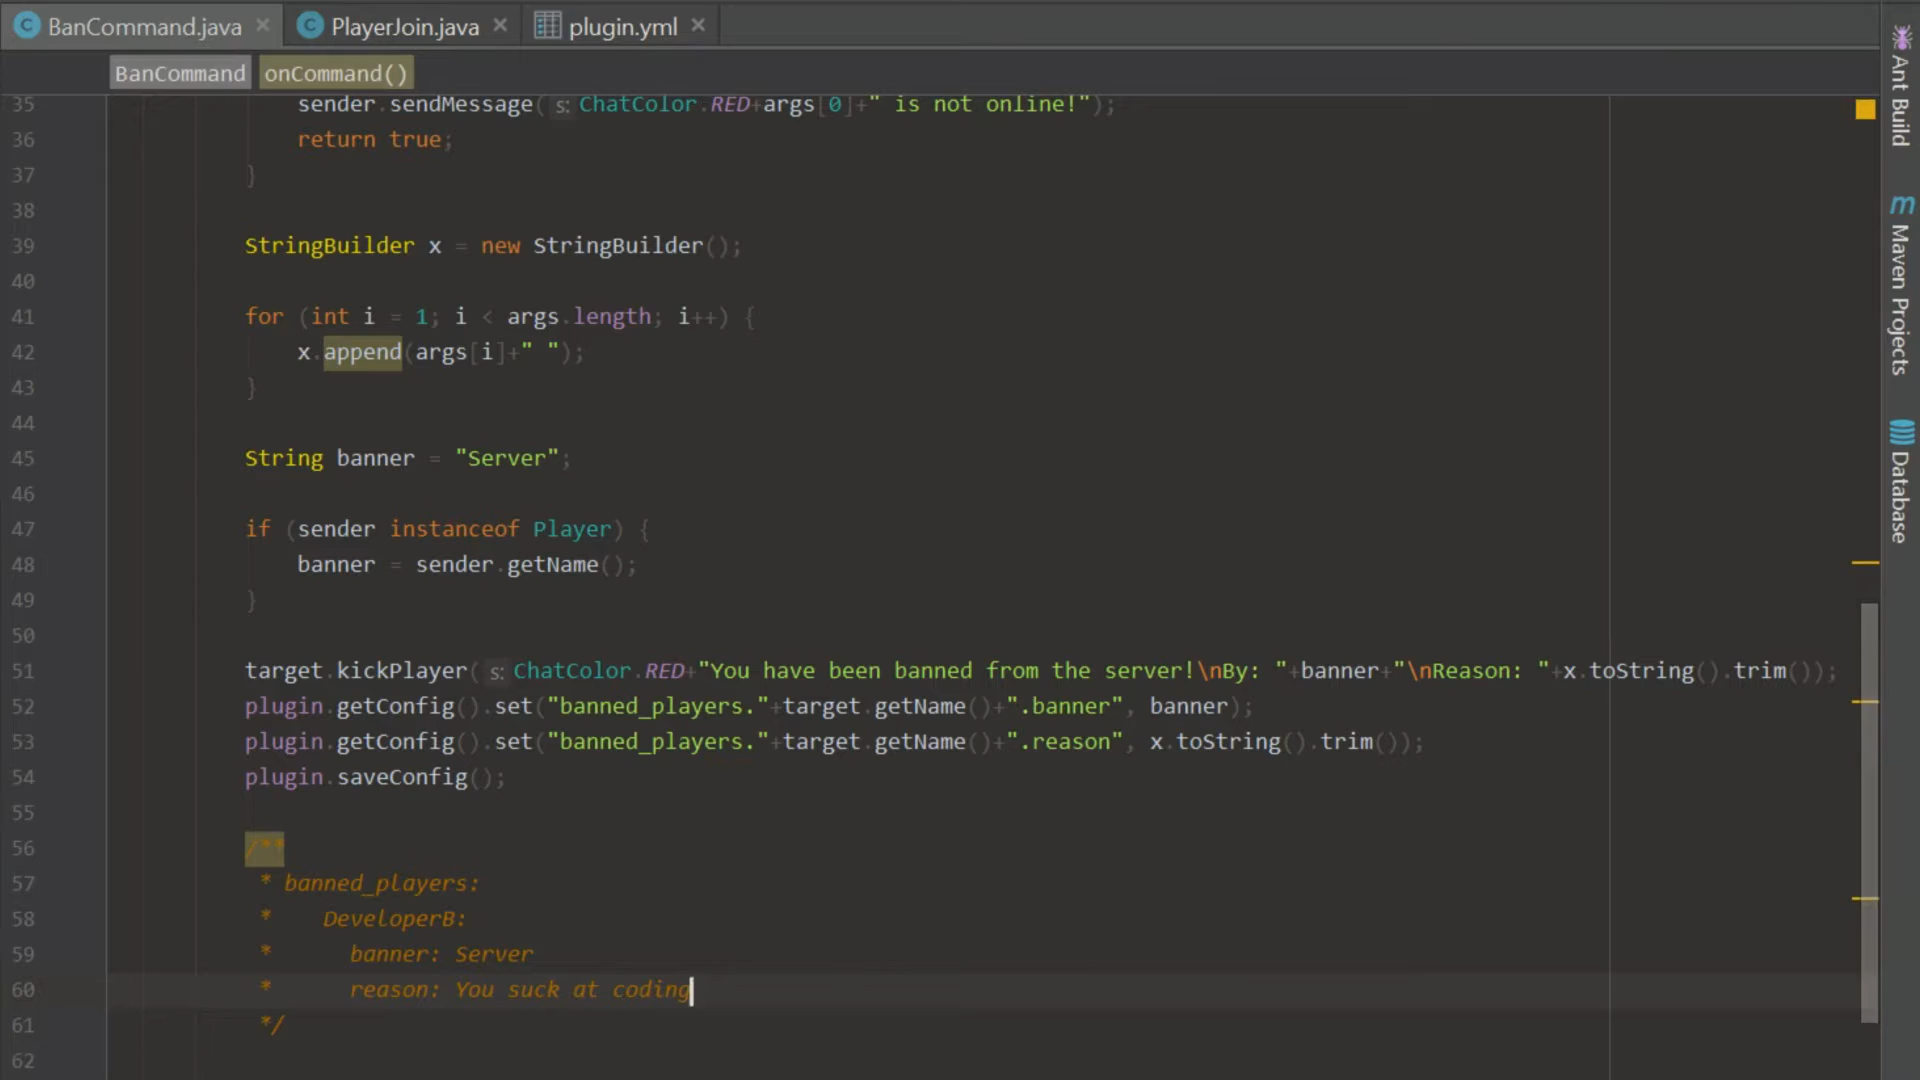 BanCommand.java × PlayerJoin.java × plugin.yml ×
BanCommand onCommand()
35 sender.sendMessage( s: ChatColor.RED+args[0]+" is not online!");
36 return true;
37 }
38
39 StringBuilder x = new StringBuilder();
40
41 for (int i = 1; i < args.length; i++) {
42 x.append(args[i]+" ");
43 }
44
45 String banner = "Server";
46
47 if (sender instanceof Player) {
48 banner = sender.getName();
49 }
50
51 target.kickPlayer( s: ChatColor.RED+"You have been banned from the server!\nBy: "+banner+"\nReason: "+x.toString().trim());
52 plugin.getConfig().set("banned_players."+target.getName()+".banner", banner);
53 plugin.getConfig().set("banned_players."+target.getName()+".reason", x.toString().trim());
54 plugin.saveConfig();
55
56 /**
57 * banned_players:
58 * DeveloperB:
59 * banner: Server
60 * reason: You suck at coding
61 */
62
Ant Build
m Maven Projects
Database